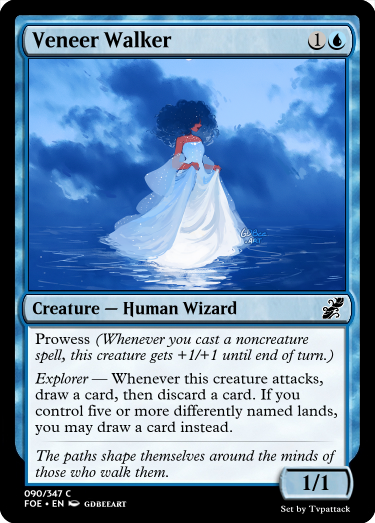 Veneer Walker 1
Creature — Human Wizard
Prowess (Whenever you cast a noncreature
spell, this creature gets +1/+1 until end of turn.)
Explorer — Whenever this creature attacks,
draw a card, then discard a card. If you
control five or more differently named lands,
you may draw a card instead.
The paths shape themselves around the minds of
those who walk them.
1/1
090/347 C
FOE • EN GDBEEART
Set by Tvpattack